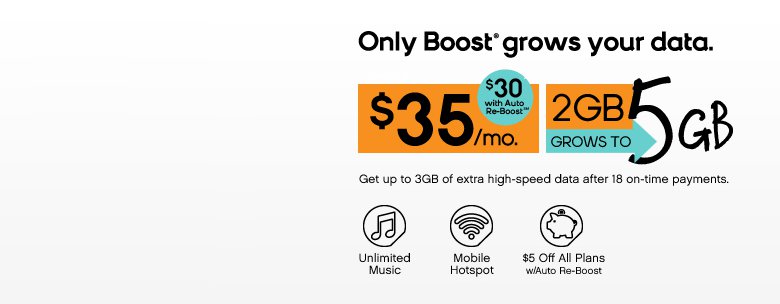 Only Boost® grows your data.
$35/mo.
$30
with Auto
Re-Boost℠
2GB
GROWS TO
5GB
Get up to 3GB of extra high-speed data after 18 on-time payments.
Unlimited
Music
Mobile
Hotspot
$5 Off All Plans
w/Auto Re-Boost